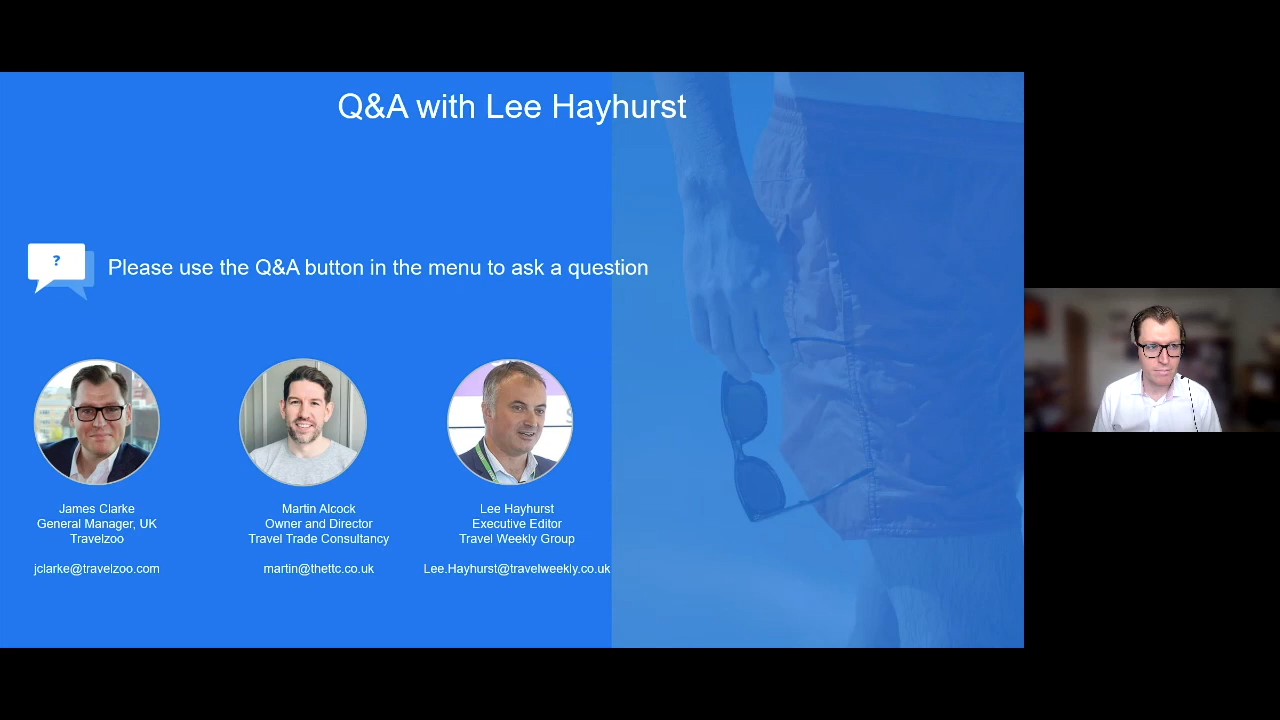 Q&A with Lee Hayhurst
?
Please use the Q&A button in the menu to ask a question
James Clarke
General Manager, UK
Travelzoo
jclarke@travelzoo.com
Martin Alcock
Owner and Director
Travel Trade Consultancy
martin@thettc.co.uk
Lee Hayhurst
Executive Editor
Travel Weekly Group
Lee.Hayhurst@travelweekly.co.uk